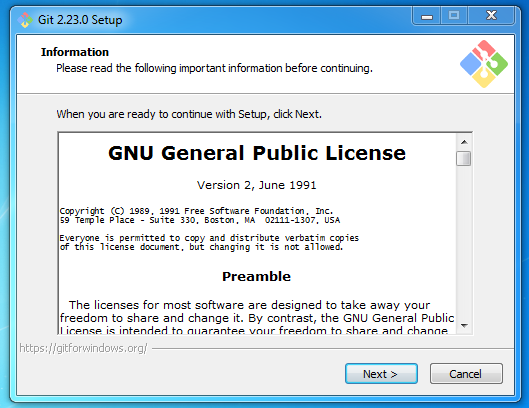 Git 2.23.0 Setup
Information
Please read the following important information before continuing.
When you are ready to continue with Setup, click Next.
GNU General Public License
Version 2, June 1991
Copyright (C) 1989, 1991 Free Software Foundation, Inc.
59 Temple Place - Suite 330, Boston, MA  02111-1307, USA
Everyone is permitted to copy and distribute verbatim copies
of this license document, but changing it is not allowed.
Preamble
The licenses for most software are designed to take away your
freedom to share and change it. By contrast, the GNU General Public
License is intended to guarantee your freedom to share and change
https://gitforwindows.org/
Next >
Cancel